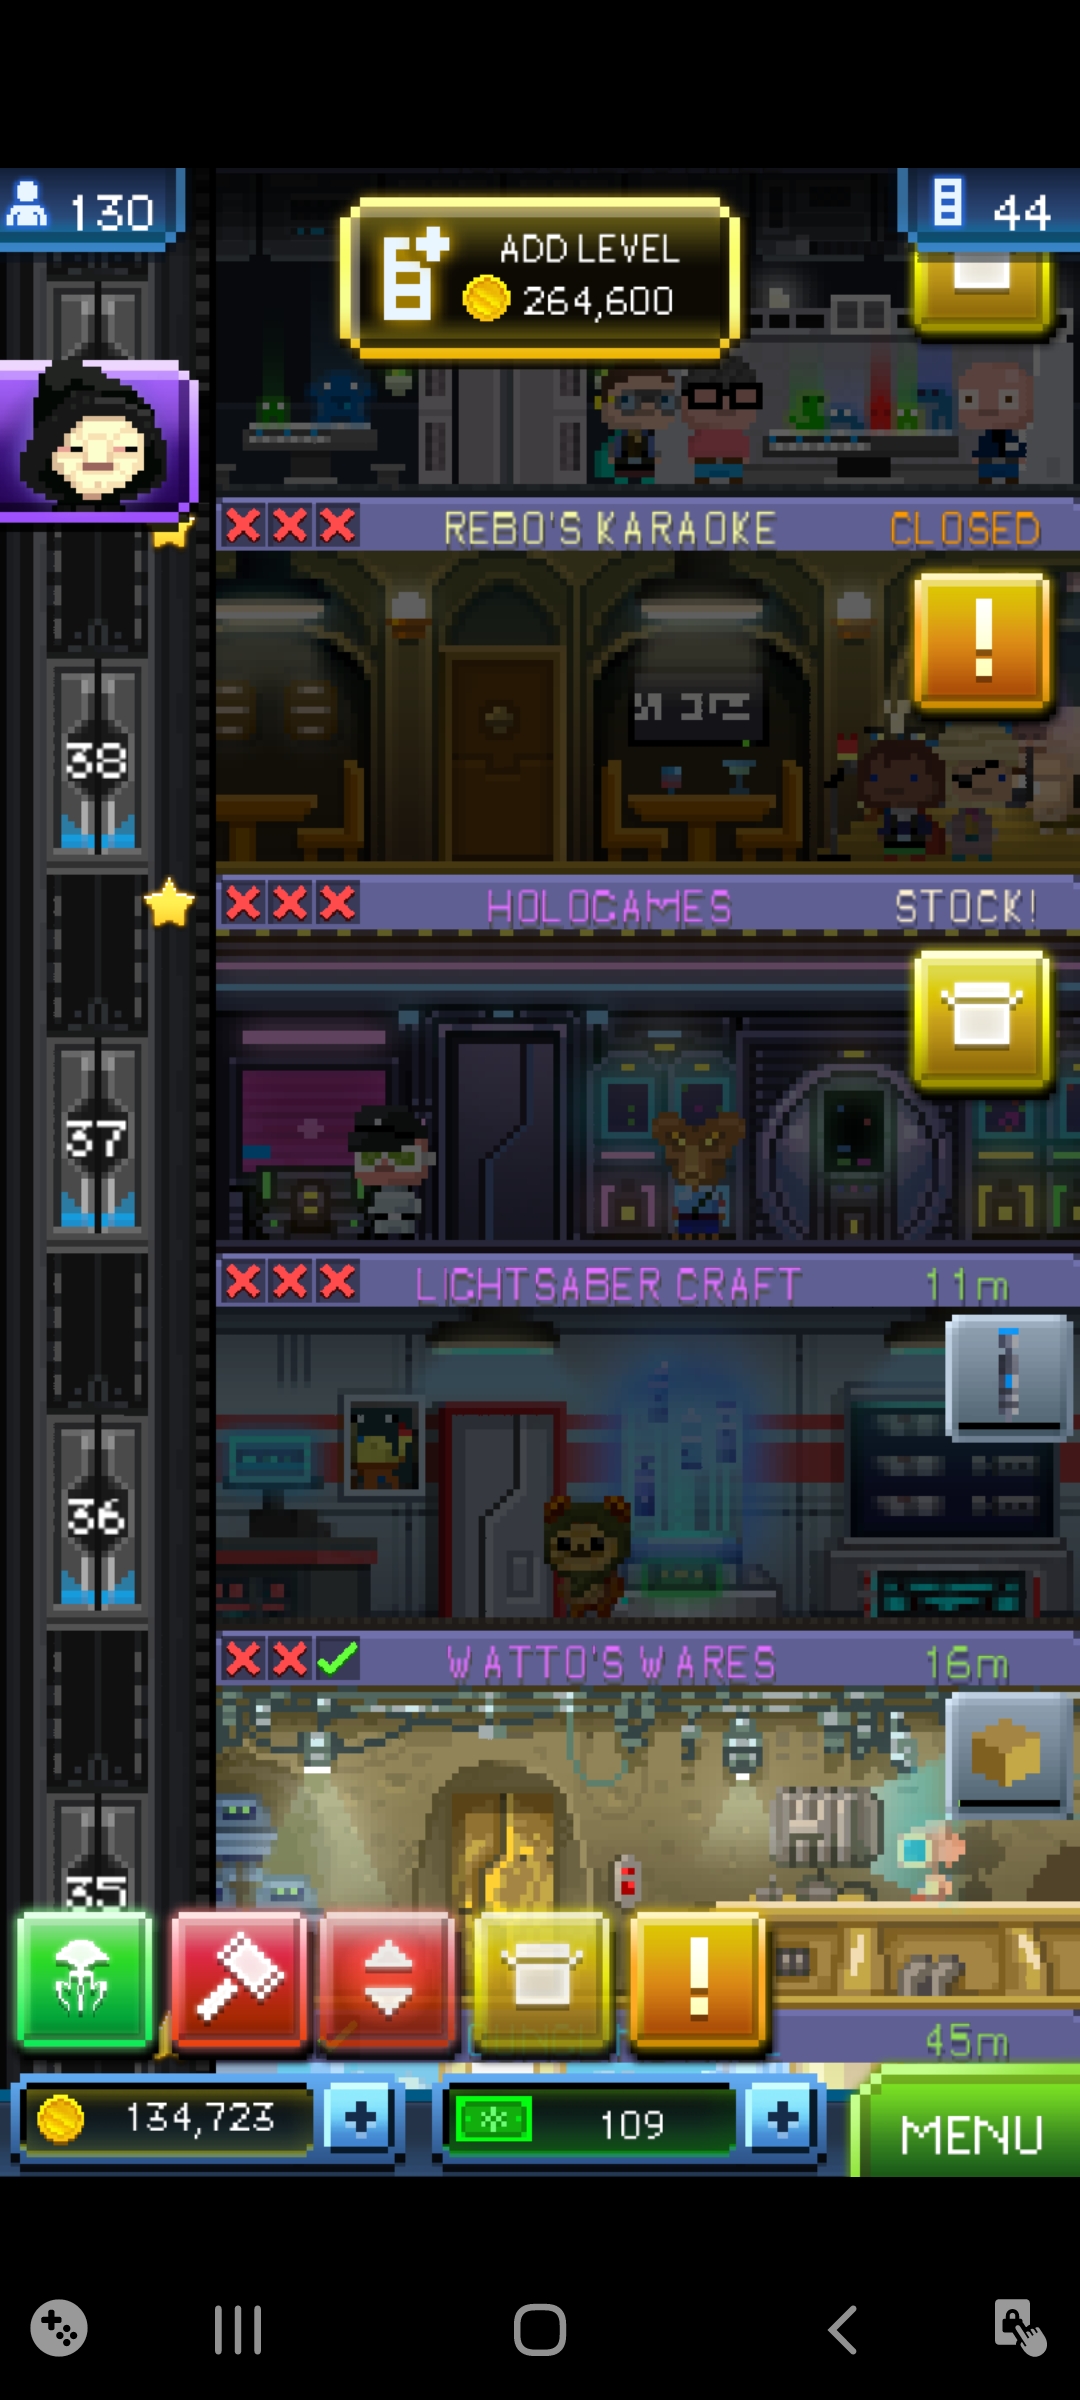 130
ADD LEVEL
264,600
44
REBO'S KARAOKE CLOSED
38
HOLOGAMES STOCK!
37
LIGHTSABER CRAFT 11m
36
WATTO'S WARES 16m
35
45m
134,723
109
MENU